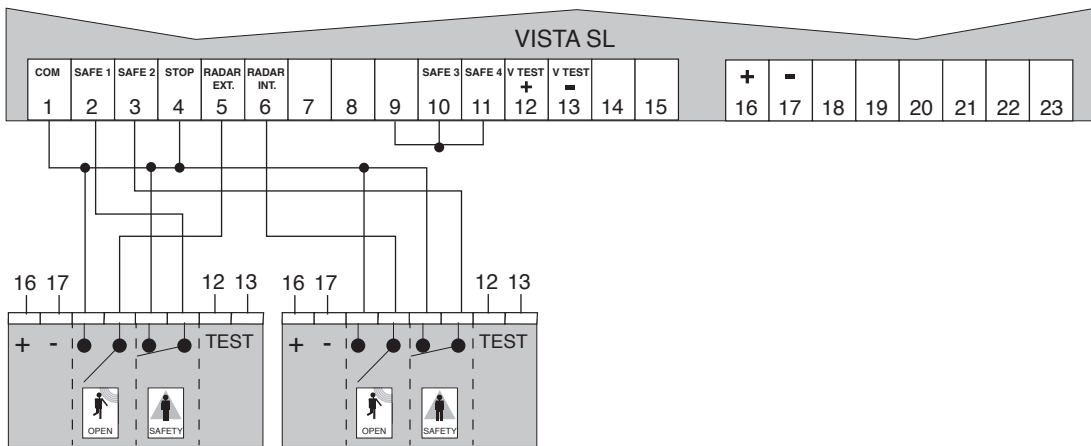 VISTA SL
COM SAFE 1 SAFE 2 STOP RADAR EXT. RADAR INT. SAFE 3 SAFE 4 V TEST + V TEST -
1 2 3 4 5 6 7 8 9 10 11 12 13 14 15
+ -
16 17 18 19 20 21 22 23
16 17 12 13 16 17 12 13
+ - TEST + - TEST
OPEN SAFETY OPEN SAFETY